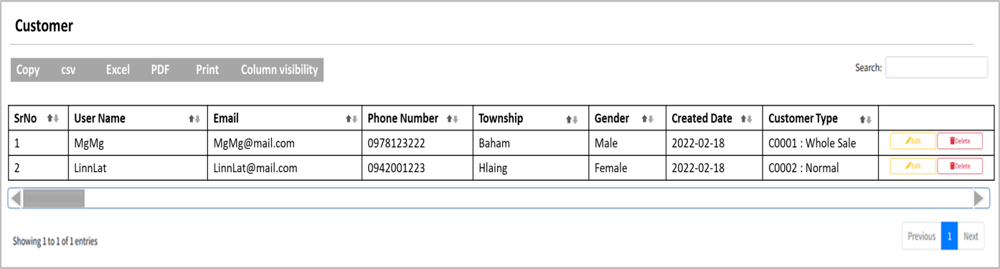 Customer
Copy csv Excel PDF Print Column visibility Search:
SrNo User Name Email Phone Number Township Gender Created Date Customer Type
1 MgMg MgMg@mail.com 0978123222 Baham Male 2022-02-18 C0001 : Whole Sale Edit Delete
2 LinnLat LinnLat@mail.com 0942001223 Hlaing Female 2022-02-18 C0002 : Normal Edit Delete
Showing 1 to 1 of 1 entries Previous 1 Next